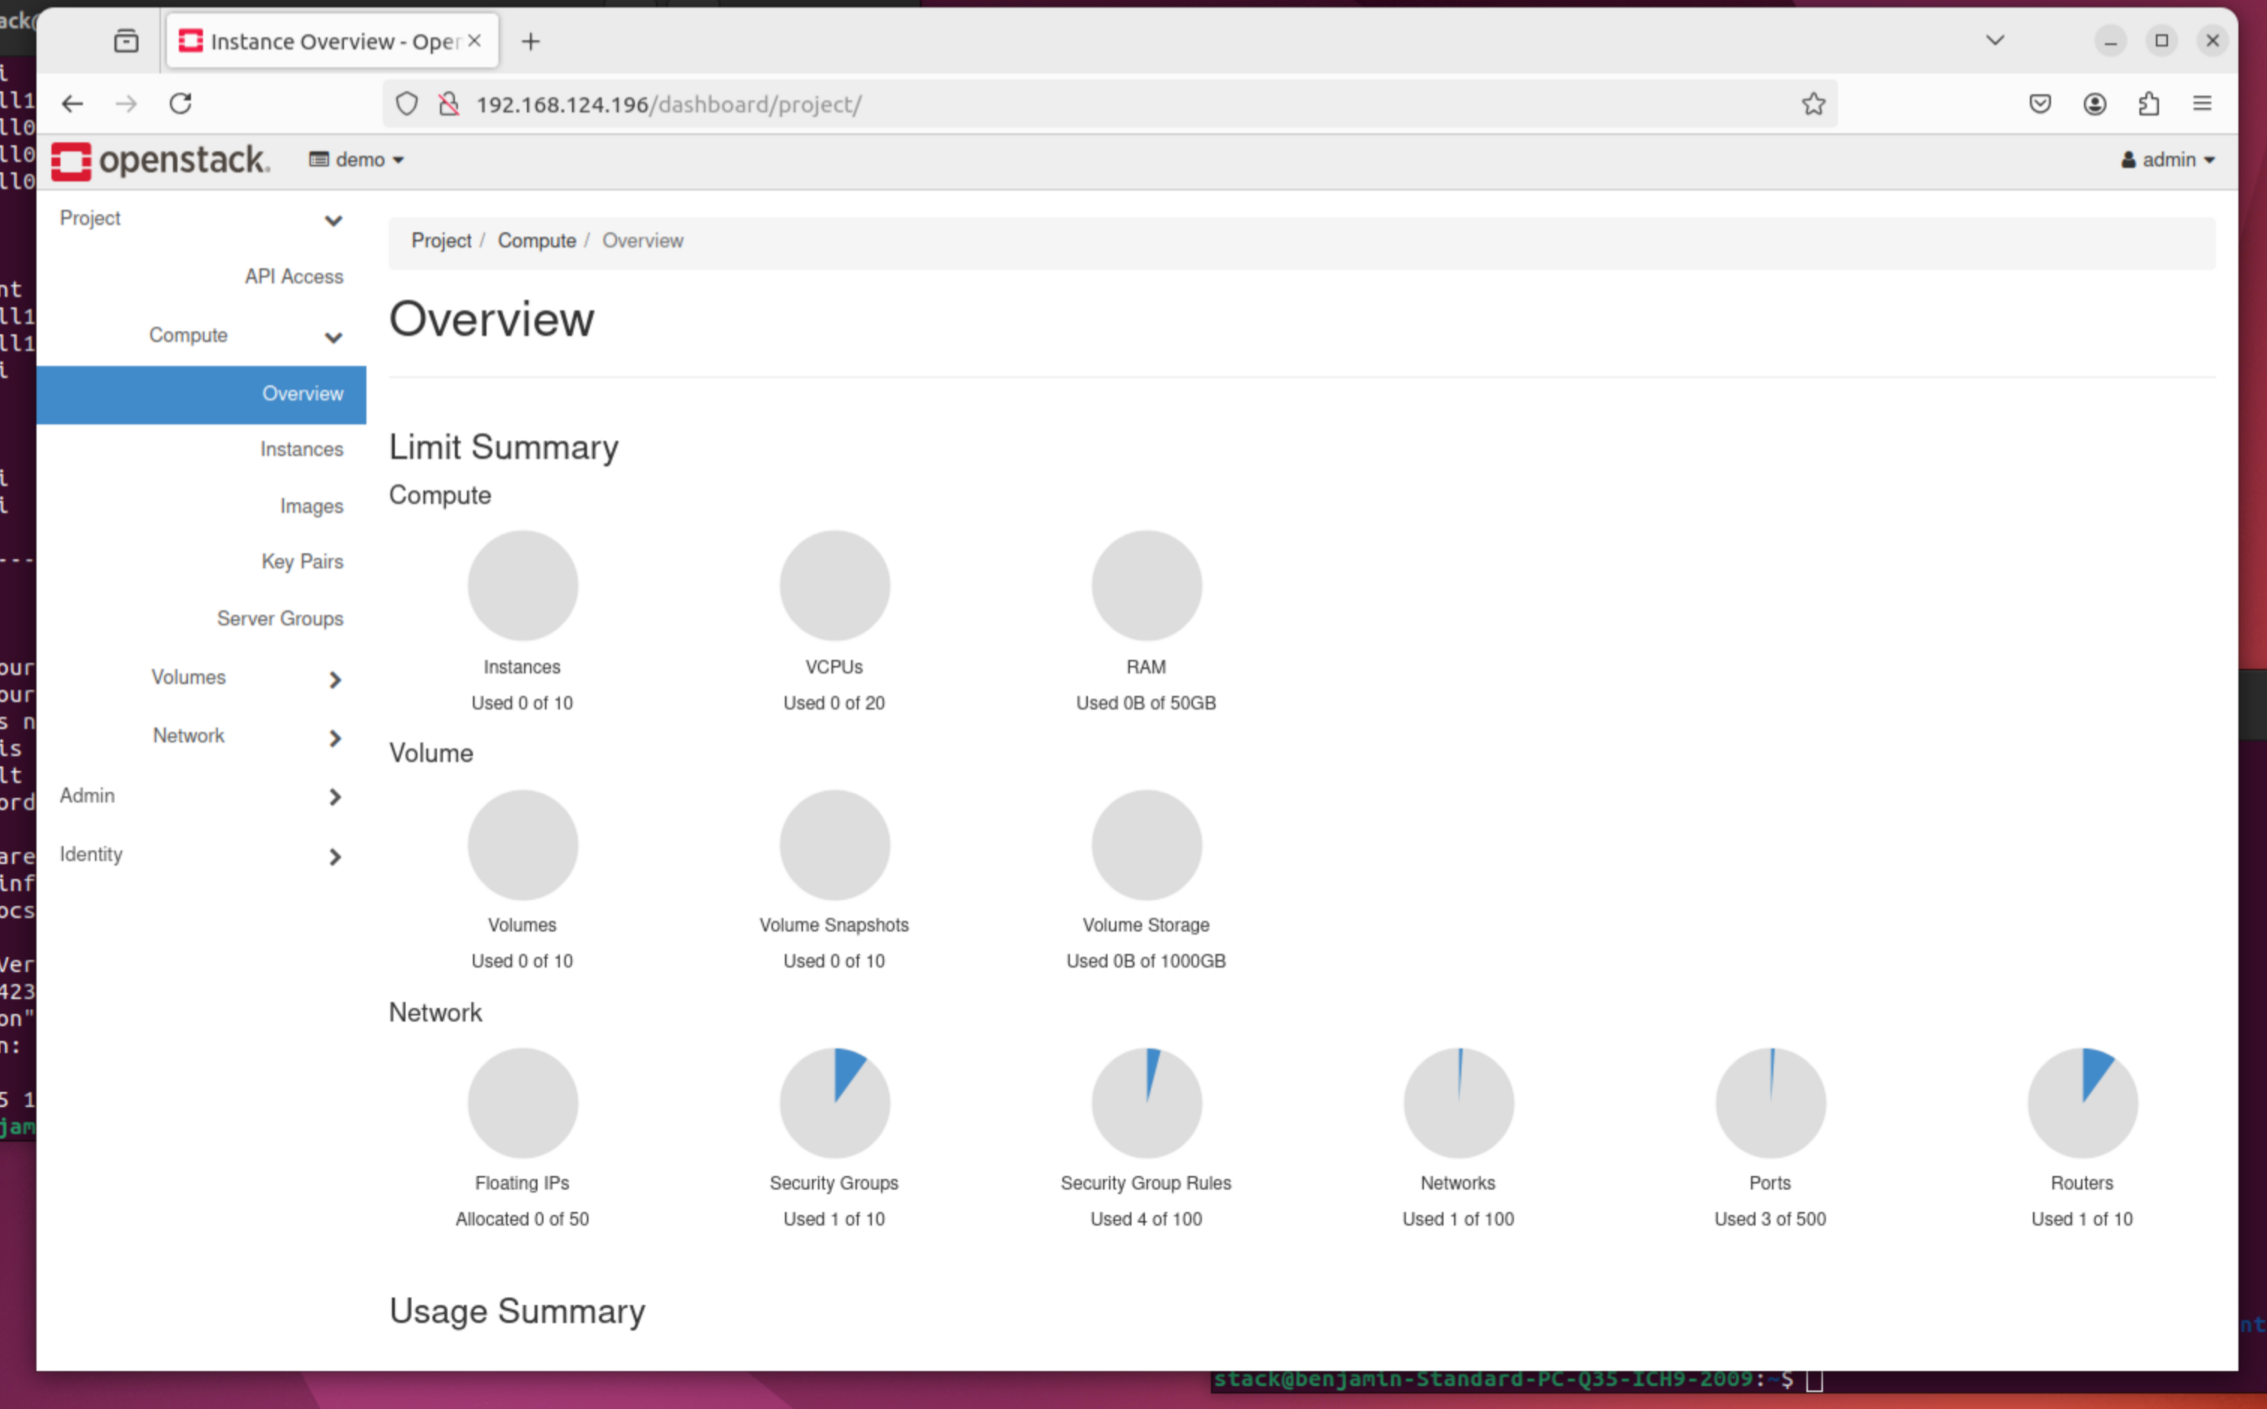 Instance Overview - Oper
192.168.124.196/dashboard/project/
openstack.
demo
admin
Project
API Access
Compute
Overview
Instances
Images
Key Pairs
Server Groups
Volumes
Network
Admin
Identity
Project / Compute / Overview
Overview
Limit Summary
Compute
Instances
Used 0 of 10
VCPUs
Used 0 of 20
RAM
Used 0B of 50GB
Volume
Volumes
Used 0 of 10
Volume Snapshots
Used 0 of 10
Volume Storage
Used 0B of 1000GB
Network
Floating IPs
Allocated 0 of 50
Security Groups
Used 1 of 10
Security Group Rules
Used 4 of 100
Networks
Used 1 of 100
Ports
Used 3 of 500
Routers
Used 1 of 10
Usage Summary
stack@benjamin-Standard-PC-Q35-ICH9-2009:~$